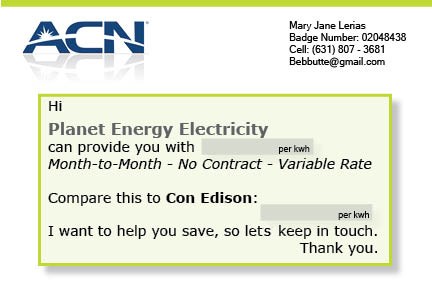 ACN
Mary Jane Lerias
Badge Number: 02048438
Cell: (631) 807 - 3681
Bebbutte@gmail.com
Hi
Planet Energy Electricity
can provide you with per kwh
Month-to-Month - No Contract - Variable Rate
Compare this to Con Edison:
per kwh
I want to help you save, so lets keep in touch.
Thank you.